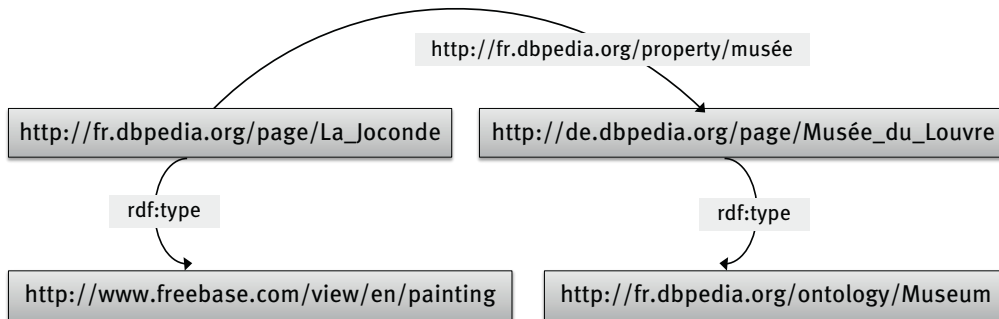 http://fr.dbpedia.org/property/musée
http://fr.dbpedia.org/page/La_Joconde
http://de.dbpedia.org/page/Musée_du_Louvre
rdf:type
rdf:type
http://www.freebase.com/view/en/painting
http://fr.dbpedia.org/ontology/Museum